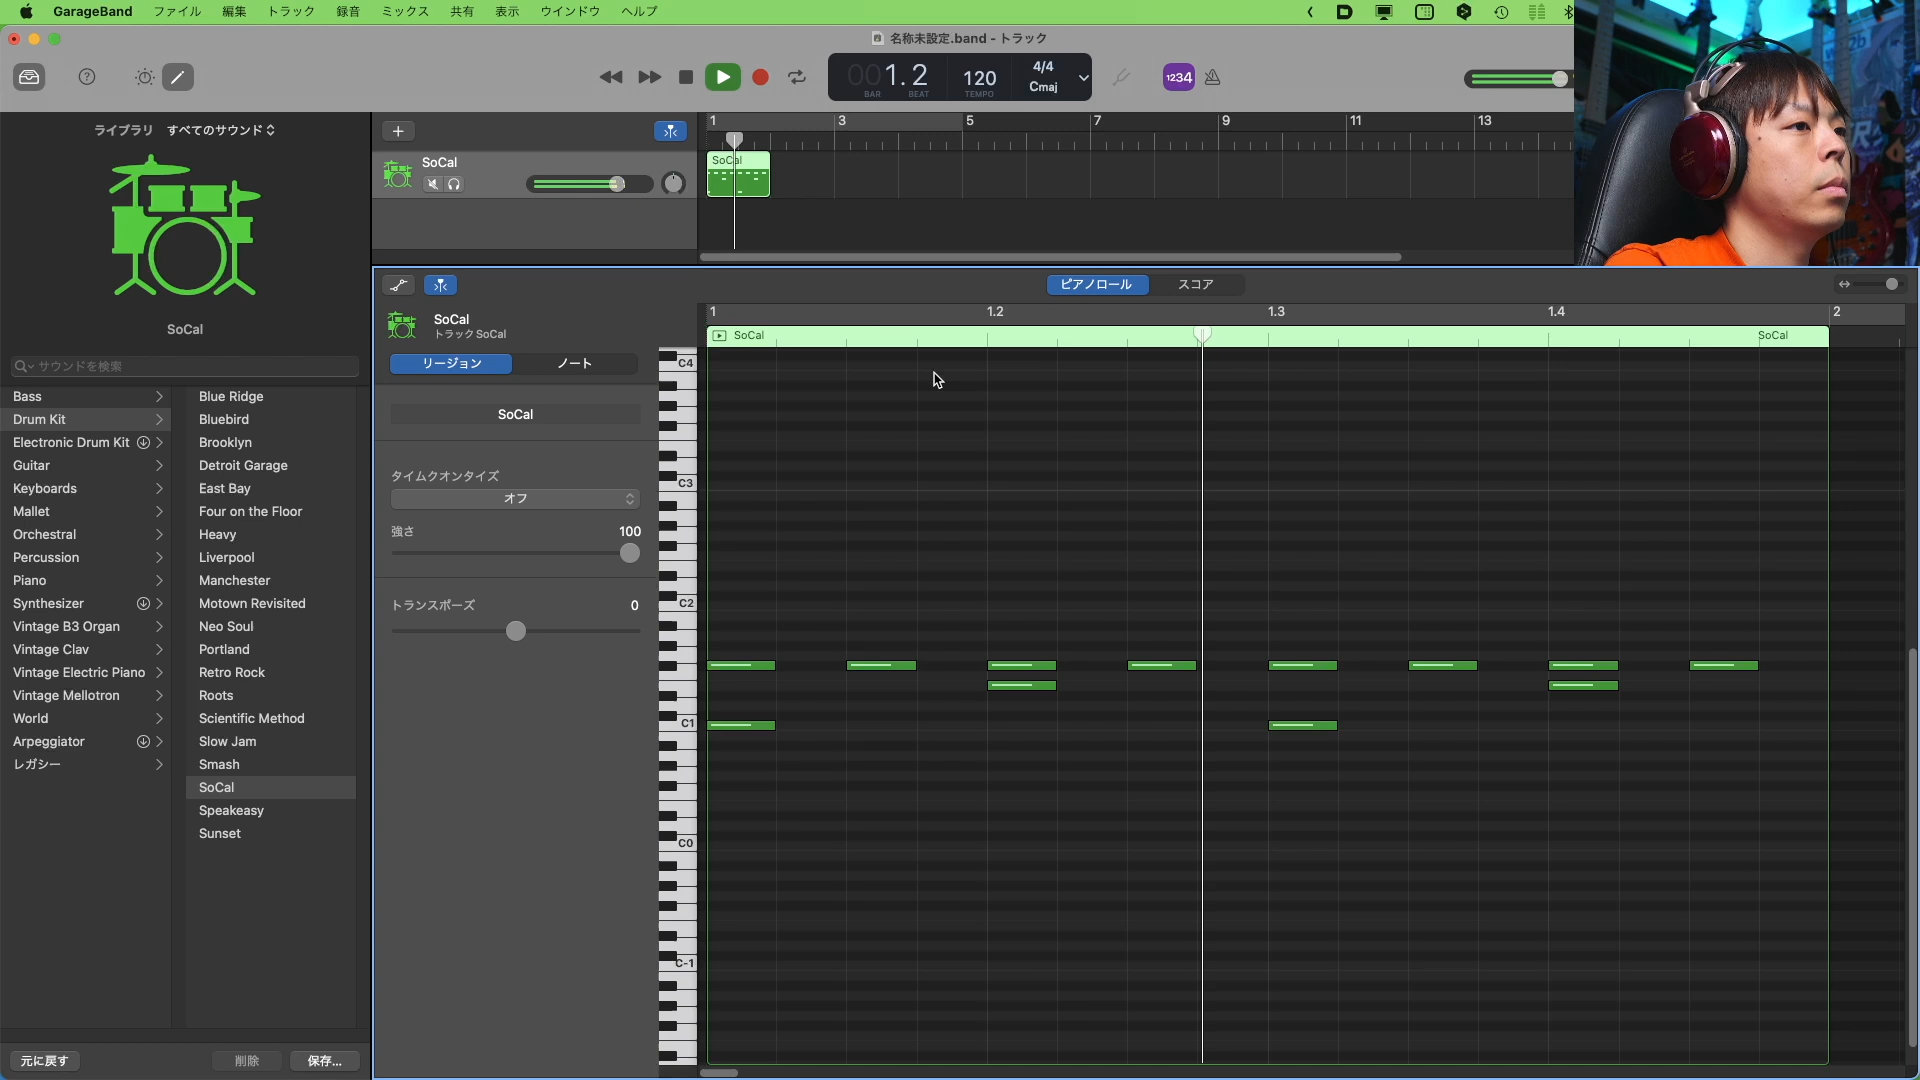 GarageBand ファイル 編集 トラック 録音 ミックス 共有 表示 ウインドウ ヘルプ
名称未設定.band - トラック
001.2
BAR BEAT
120
TEMPO
4/4
Cmaj
1234
ライブラリ すべてのサウンド
SoCal
サウンドを検索
Bass
Drum Kit
Electronic Drum Kit
Guitar
Keyboards
Mallet
Orchestral
Percussion
Piano
Synthesizer
Vintage B3 Organ
Vintage Clav
Vintage Electric Piano
Vintage Mellotron
World
Arpeggiator
レガシー
Blue Ridge
Bluebird
Brooklyn
Detroit Garage
East Bay
Four on the Floor
Heavy
Liverpool
Manchester
Motown Revisited
Neo Soul
Portland
Retro Rock
Roots
Scientific Method
Slow Jam
Smash
SoCal
Speakeasy
Sunset
元に戻す 削除 保存...
SoCal
1 3 5 7 9 11 13
SoCal
ピアノロール スコア
SoCal
トラック SoCal
リージョン ノート
SoCal
タイムクオンタイズ
オフ
強さ 100
トランスポーズ 0
1 1.2 1.3 1.4 2
SoCal SoCal
C4
C3
C2
C1
C0
C-1